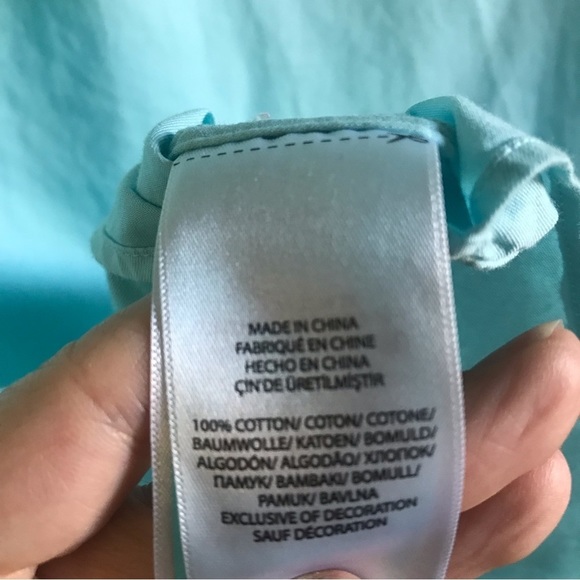 MADE IN CHINA
FABRIQUÉ EN CHINE
HECHO EN CHINA
ÇİN'DE ÜRETİLMİŞTİR
100% COTTON/ COTON/ COTONE/
BAUMWOLLE/ KATOEN/ BOMULD/
ALGODÓN/ ALGODÃO/ ХЛОПОК/
ПАМУК/ BAMBAKI/ BOMULL/
PAMUK/ BAVLNA
EXCLUSIVE OF DECORATION
SAUF DÉCORATION